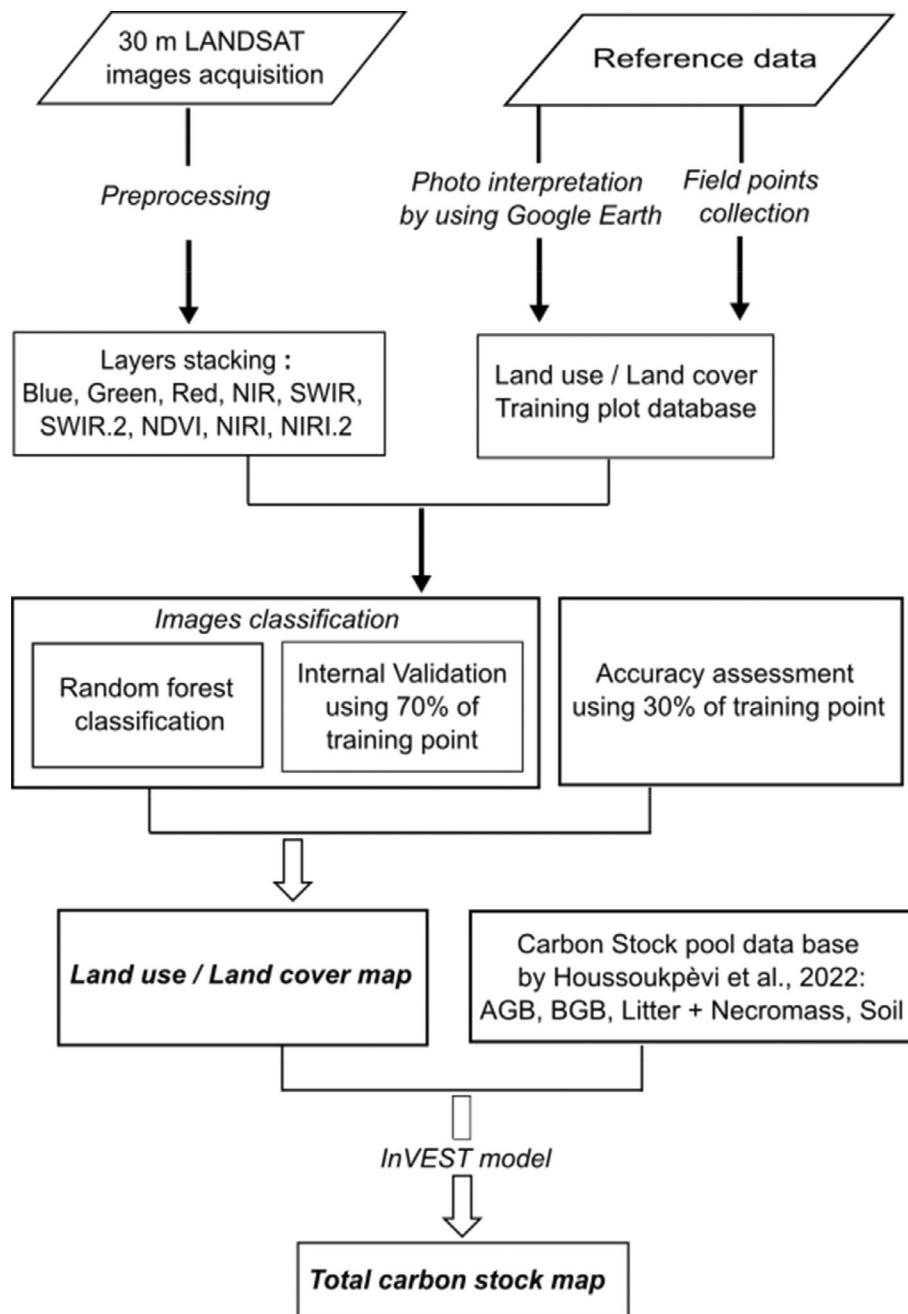 30 m LANDSAT
images acquisition
Reference data
Preprocessing
Photo interpretation
by using Google Earth
Field points
collection
Layers stacking :
Blue, Green, Red, NIR, SWIR,
SWIR.2, NDVI, NIRI, NIRI.2
Land use / Land cover
Training plot database
Images classification
Random forest
classification
Internal Validation
using 70% of
training point
Accuracy assessment
using 30% of training point
Land use / Land cover map
Carbon Stock pool data base
by Houssoukpèvi et al., 2022:
AGB, BGB, Litter + Necromass, Soil
InVEST model
Total carbon stock map